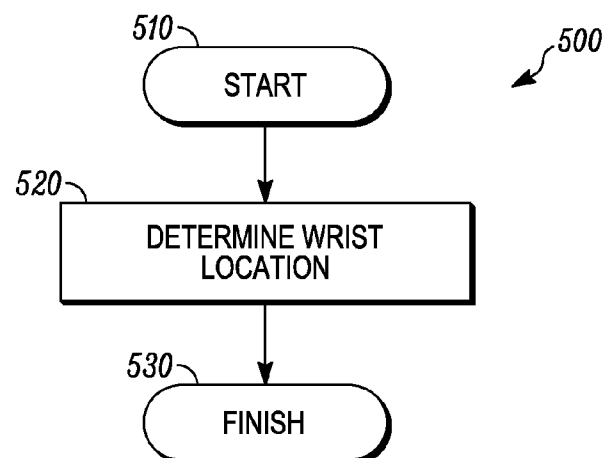 510
500
START
520
DETERMINE WRIST
LOCATION
530
FINISH